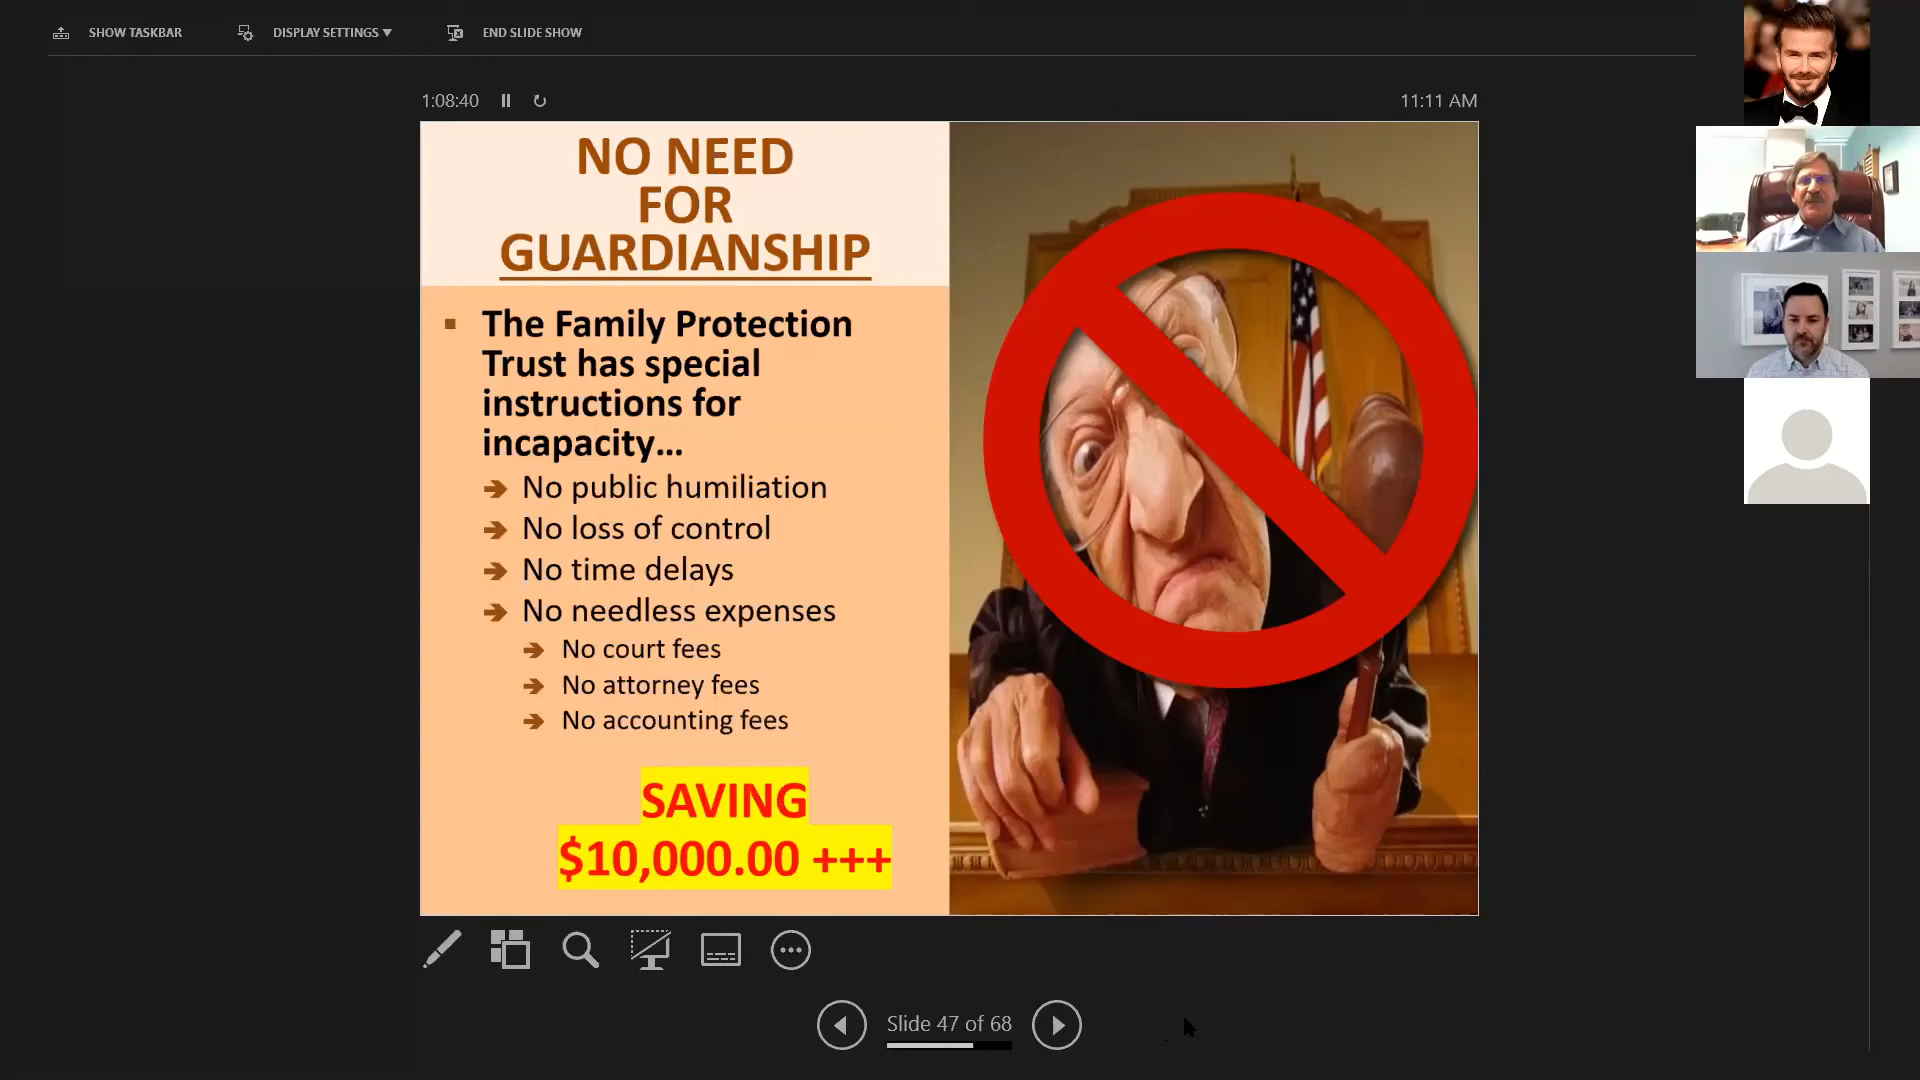 SHOW TASKBAR
DISPLAY SETTINGS ▼
END SLIDE SHOW
1:08:40
11:11 AM
NO NEED
FOR
GUARDIANSHIP
▪ The Family Protection
Trust has special
instructions for
incapacity...
➔ No public humiliation
➔ No loss of control
➔ No time delays
➔ No needless expenses
➔ No court fees
➔ No attorney fees
➔ No accounting fees
SAVING
$10,000.00 +++
Slide 47 of 68